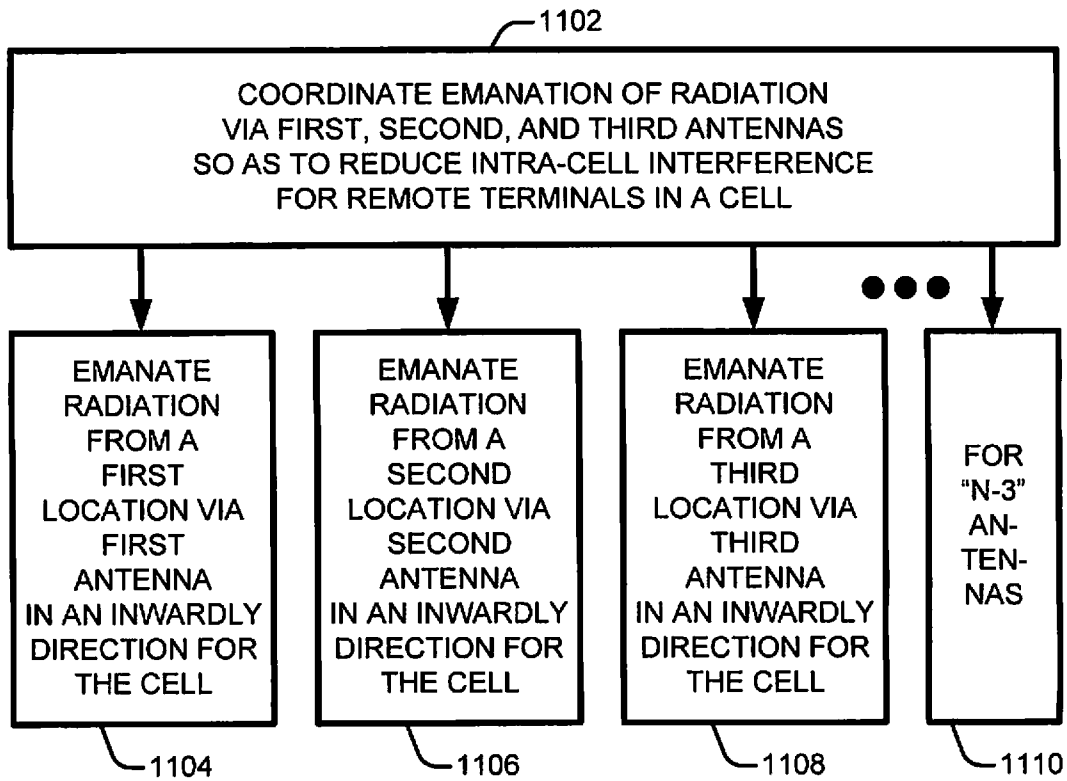 1102
COORDINATE EMANATION OF RADIATION
VIA FIRST, SECOND, AND THIRD ANTENNAS
SO AS TO REDUCE INTRA-CELL INTERFERENCE
FOR REMOTE TERMINALS IN A CELL
EMANATE
RADIATION
FROM A
FIRST
LOCATION VIA
FIRST
ANTENNA
IN AN INWARDLY
DIRECTION FOR
THE CELL
EMANATE
RADIATION
FROM A
SECOND
LOCATION VIA
SECOND
ANTENNA
IN AN INWARDLY
DIRECTION FOR
THE CELL
EMANATE
RADIATION
FROM A
THIRD
LOCATION VIA
THIRD
ANTENNA
IN AN INWARDLY
DIRECTION FOR
THE CELL
FOR
"N-3"
AN-
TEN-
NAS
1104
1106
1108
1110